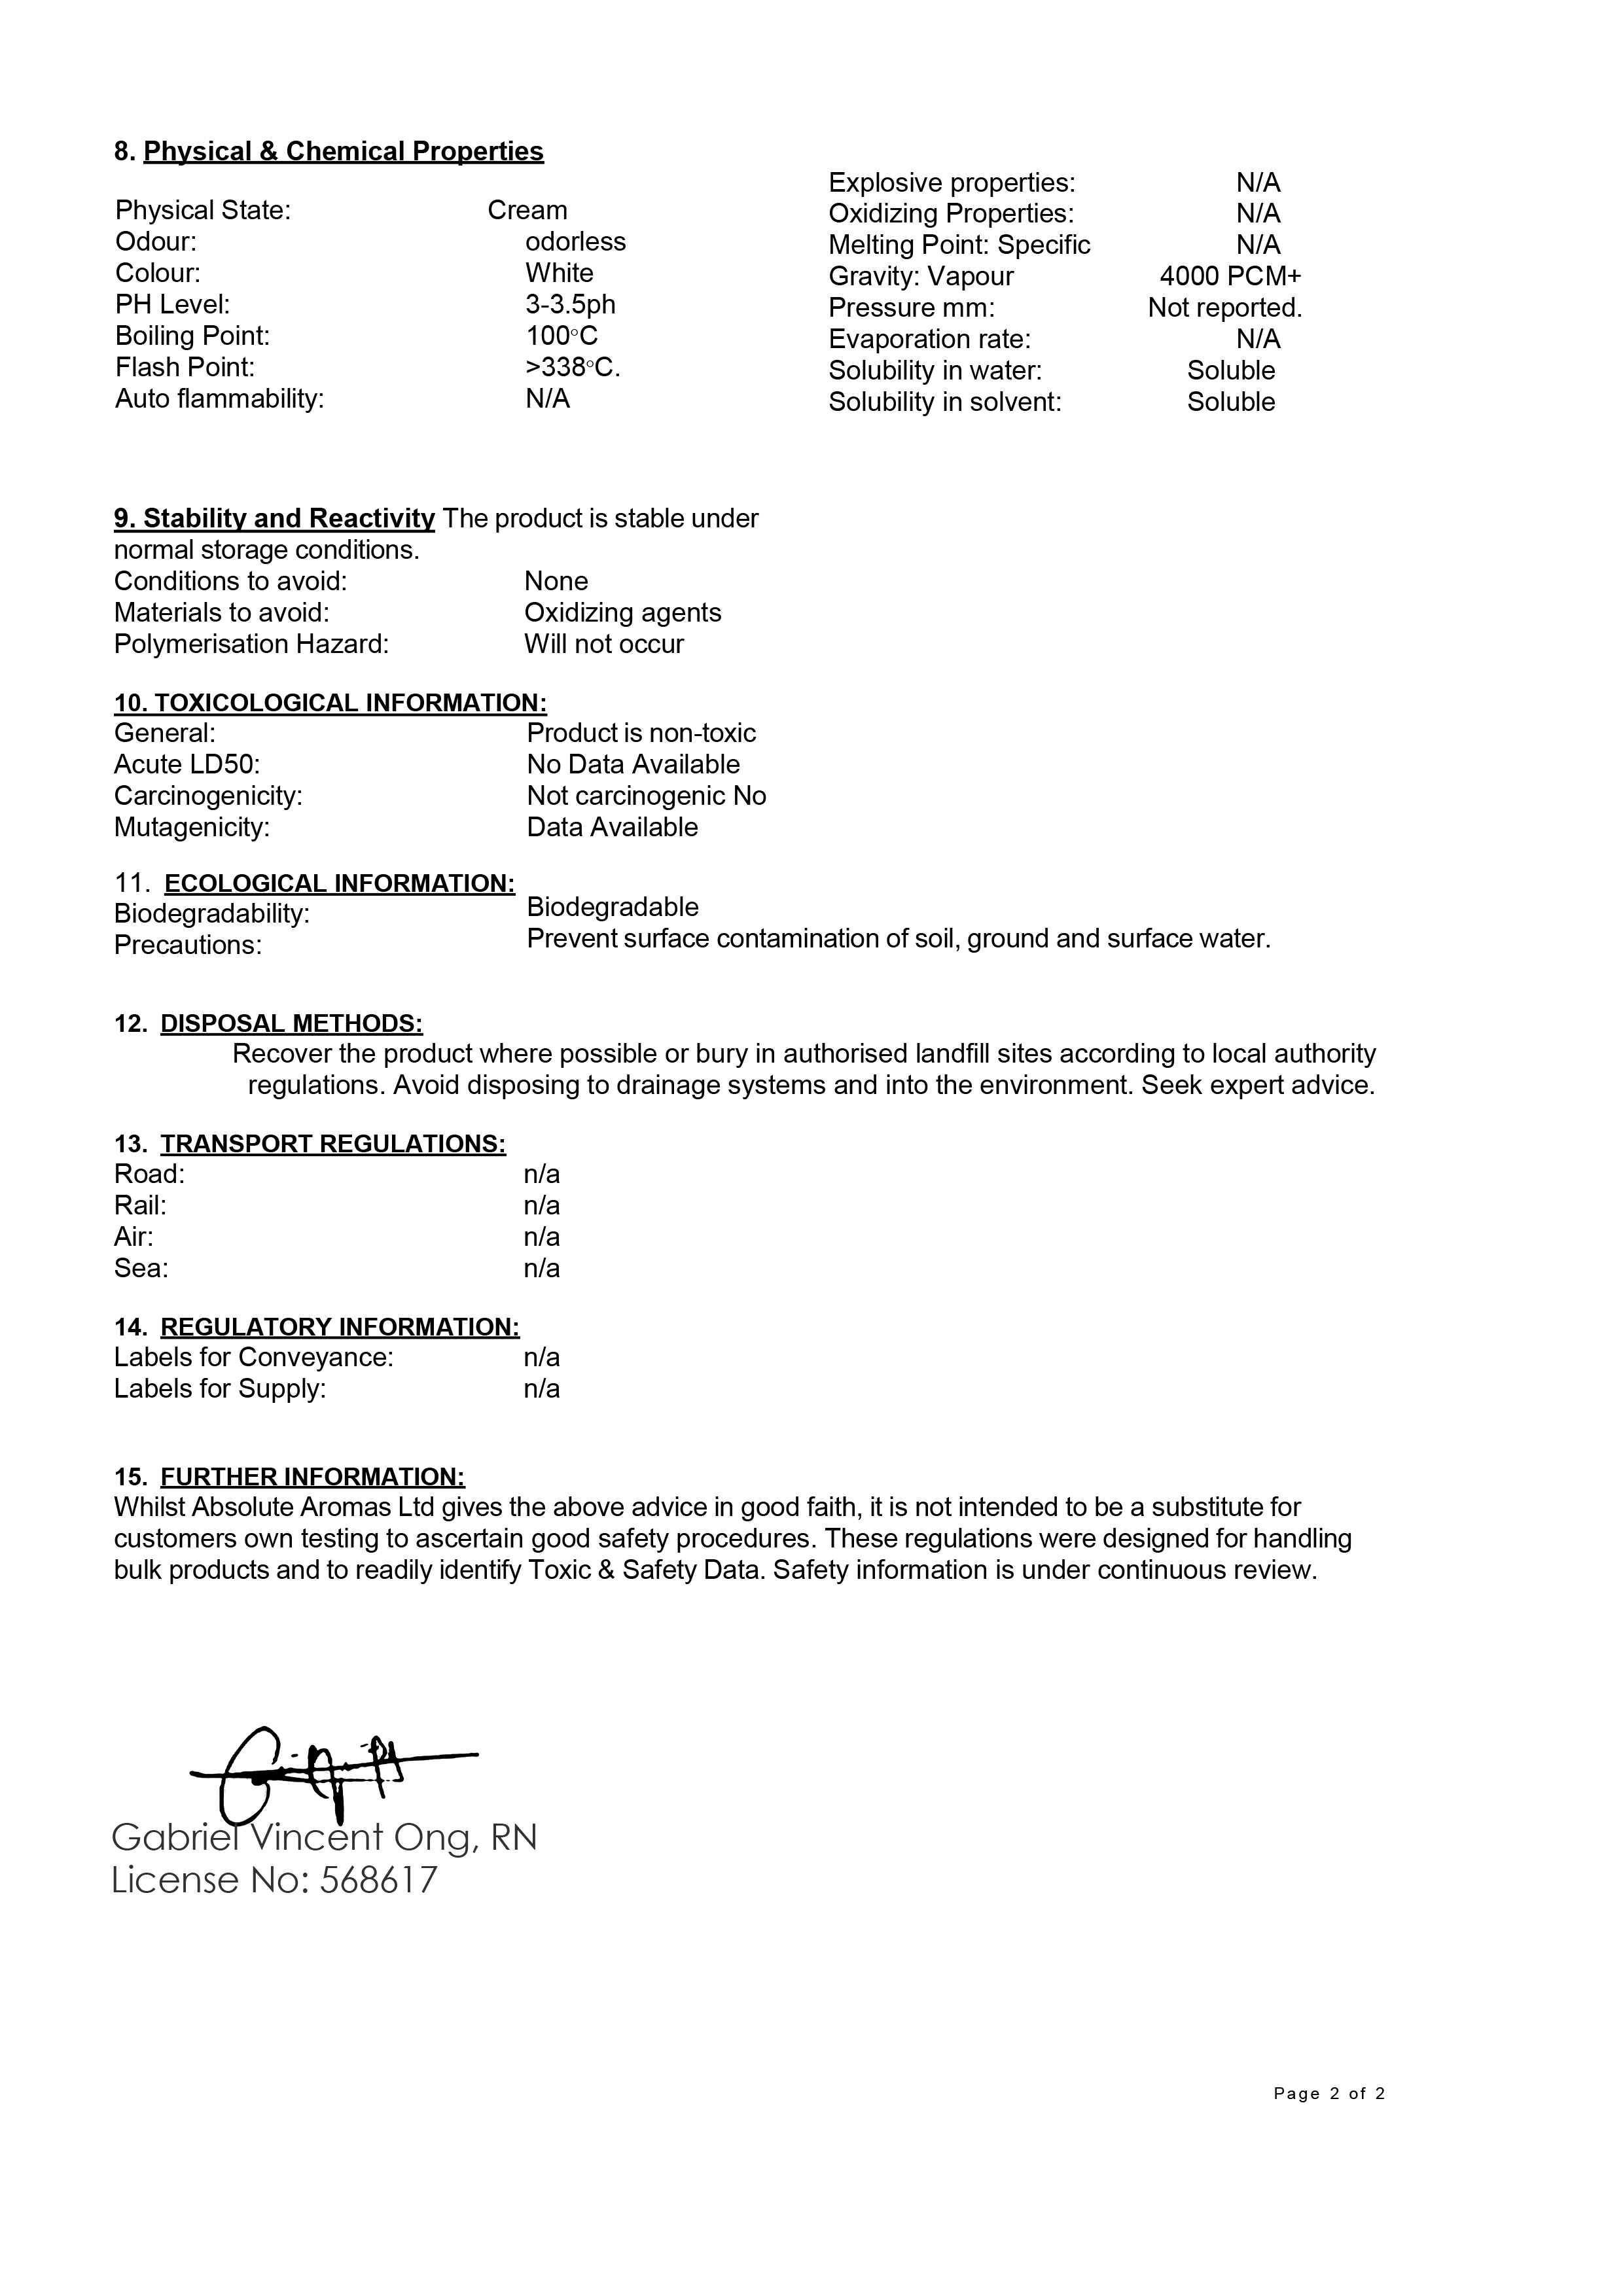 8. Physical & Chemical Properties
Physical State: Cream
Odour: odorless
Colour: White
PH Level: 3-3.5ph
Boiling Point: 100°C
Flash Point: >338°C.
Auto flammability: N/A
Explosive properties: N/A
Oxidizing Properties: N/A
Melting Point: Specific N/A
Gravity: Vapour 4000 PCM+
Pressure mm: Not reported.
Evaporation rate: N/A
Solubility in water: Soluble
Solubility in solvent: Soluble
9. Stability and Reactivity The product is stable under
normal storage conditions.
Conditions to avoid: None
Materials to avoid: Oxidizing agents
Polymerisation Hazard: Will not occur
10. TOXICOLOGICAL INFORMATION:
General: Product is non-toxic
Acute LD50: No Data Available
Carcinogenicity: Not carcinogenic No
Mutagenicity: Data Available
11. ECOLOGICAL INFORMATION:
Biodegradability: Biodegradable
Precautions: Prevent surface contamination of soil, ground and surface water.
12. DISPOSAL METHODS:
Recover the product where possible or bury in authorised landfill sites according to local authority
regulations. Avoid disposing to drainage systems and into the environment. Seek expert advice.
13. TRANSPORT REGULATIONS:
Road: n/a
Rail: n/a
Air: n/a
Sea: n/a
14. REGULATORY INFORMATION:
Labels for Conveyance: n/a
Labels for Supply: n/a
15. FURTHER INFORMATION:
Whilst Absolute Aromas Ltd gives the above advice in good faith, it is not intended to be a substitute for
customers own testing to ascertain good safety procedures. These regulations were designed for handling
bulk products and to readily identify Toxic & Safety Data. Safety information is under continuous review.
Gabriel Vincent Ong, RN
License No: 568617
Page 2 of 2